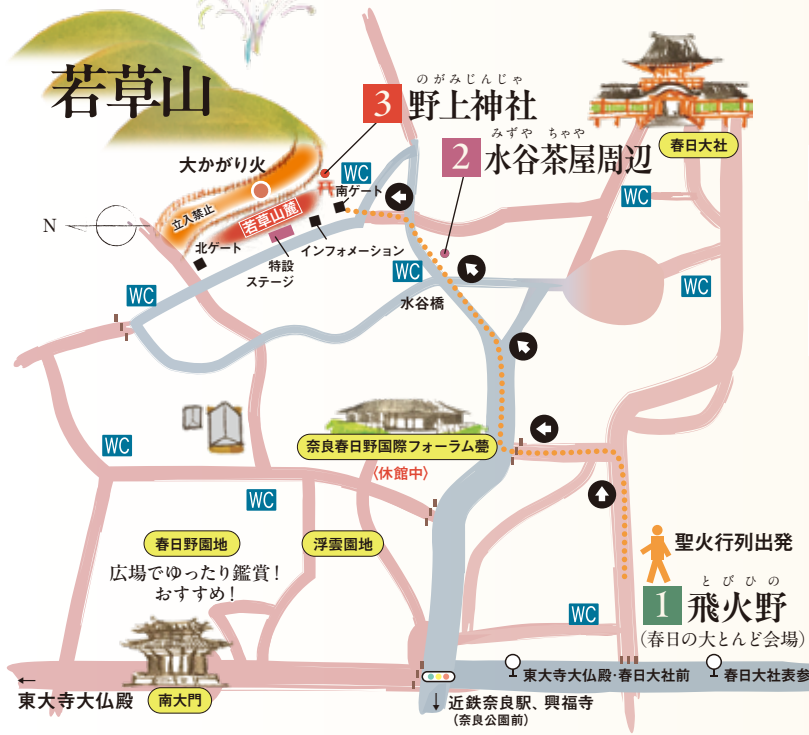 若草山
のがみじんじゃ
3 野上神社
みずや ちゃや
2 水谷茶屋周辺
春日大社
大かがり火
WC
南ゲート
WC
立入禁止
若草山麓
N
北ゲート
特設
ステージ
インフォメーション
WC
WC
WC
水谷橋
奈良春日野国際フォーラム甍
〈休館中〉
WC
WC
春日野園地
浮雲園地
広場でゆったり鑑賞!
おすすめ!
聖火行列出発
とびひの
1 飛火野
(春日の大とんど会場)
WC
東大寺大仏殿・春日大社前
春日大社表参
←
東大寺大仏殿
南大門
↓ 近鉄奈良駅、興福寺
(奈良公園前)